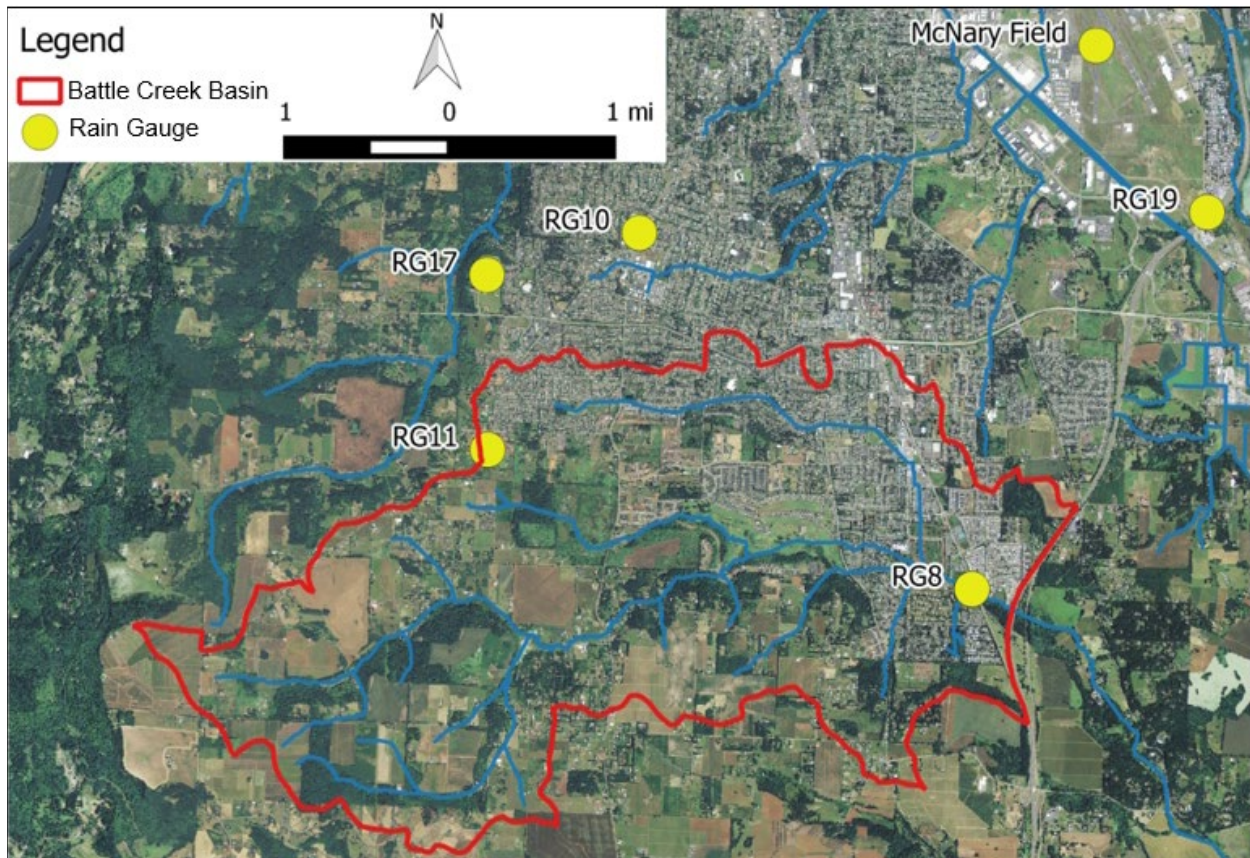 Legend
Battle Creek Basin
Rain Gauge
N
1 0 1 mi
McNary Field
RG19
RG10
RG17
RG11
RG8